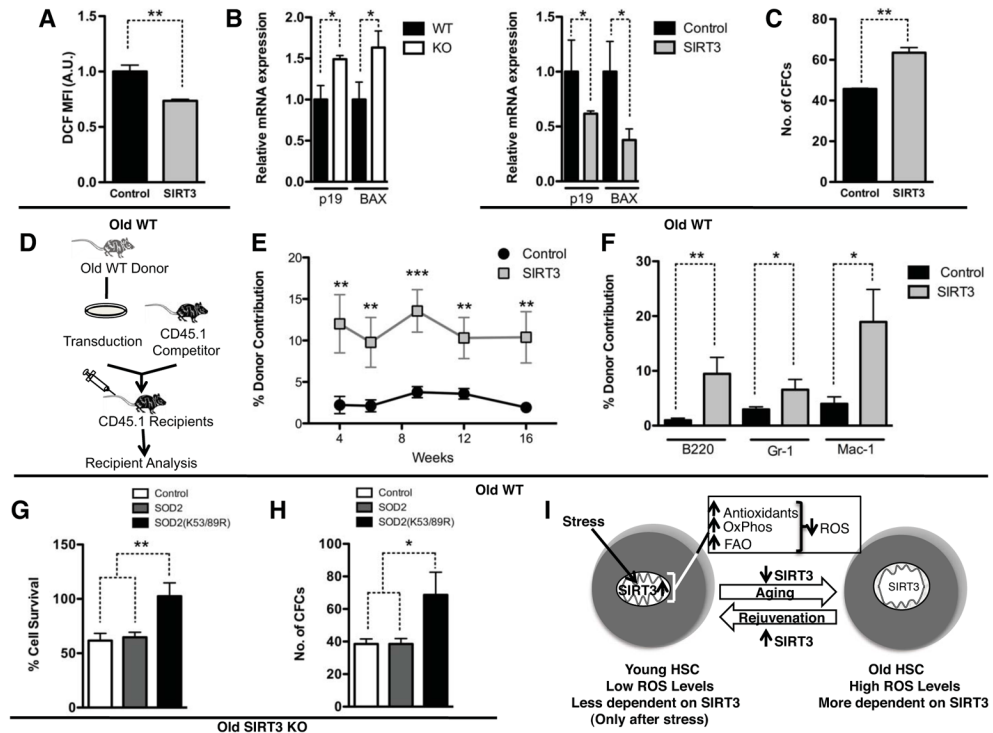 A
**
1.5
1.0
0.5
0.0
DCF MFI (A.U.)
Control SIRT3
B
* *
2.0
1.5
1.0
0.5
0.0
Relative mRNA expression
p19 BAX
WT
KO
* *
1.5
1.0
0.5
0.0
Relative mRNA expression
p19 BAX
Control
SIRT3
C
**
80
60
40
20
0
No. of CFCs
Control SIRT3
Old WT
Old WT
D
Old WT Donor
Transduction
CD45.1
Competitor
CD45.1 Recipients
Recipient Analysis
E
Control
SIRT3
20
15
10
5
0
% Donor Contribution
** ** *** ** **
4 8 12 16
Weeks
F
Control
SIRT3
** * *
30
20
10
0
% Donor Contribution
B220 Gr-1 Mac-1
Old WT
G
Control
SOD2
SOD2(K53/89R)
**
150
100
50
0
% Cell Survival
H
Control
SOD2
SOD2(K53/89R)
*
100
80
60
40
20
0
No. of CFCs
Old SIRT3 KO
I
Stress
SIRT3
Antioxidants
OxPhos
FAO
ROS
SIRT3
Aging
Rejuvenation
SIRT3
SIRT3
Young HSC
Low ROS Levels
Less dependent on SIRT3
(Only after stress)
Old HSC
High ROS Levels
More dependent on SIRT3